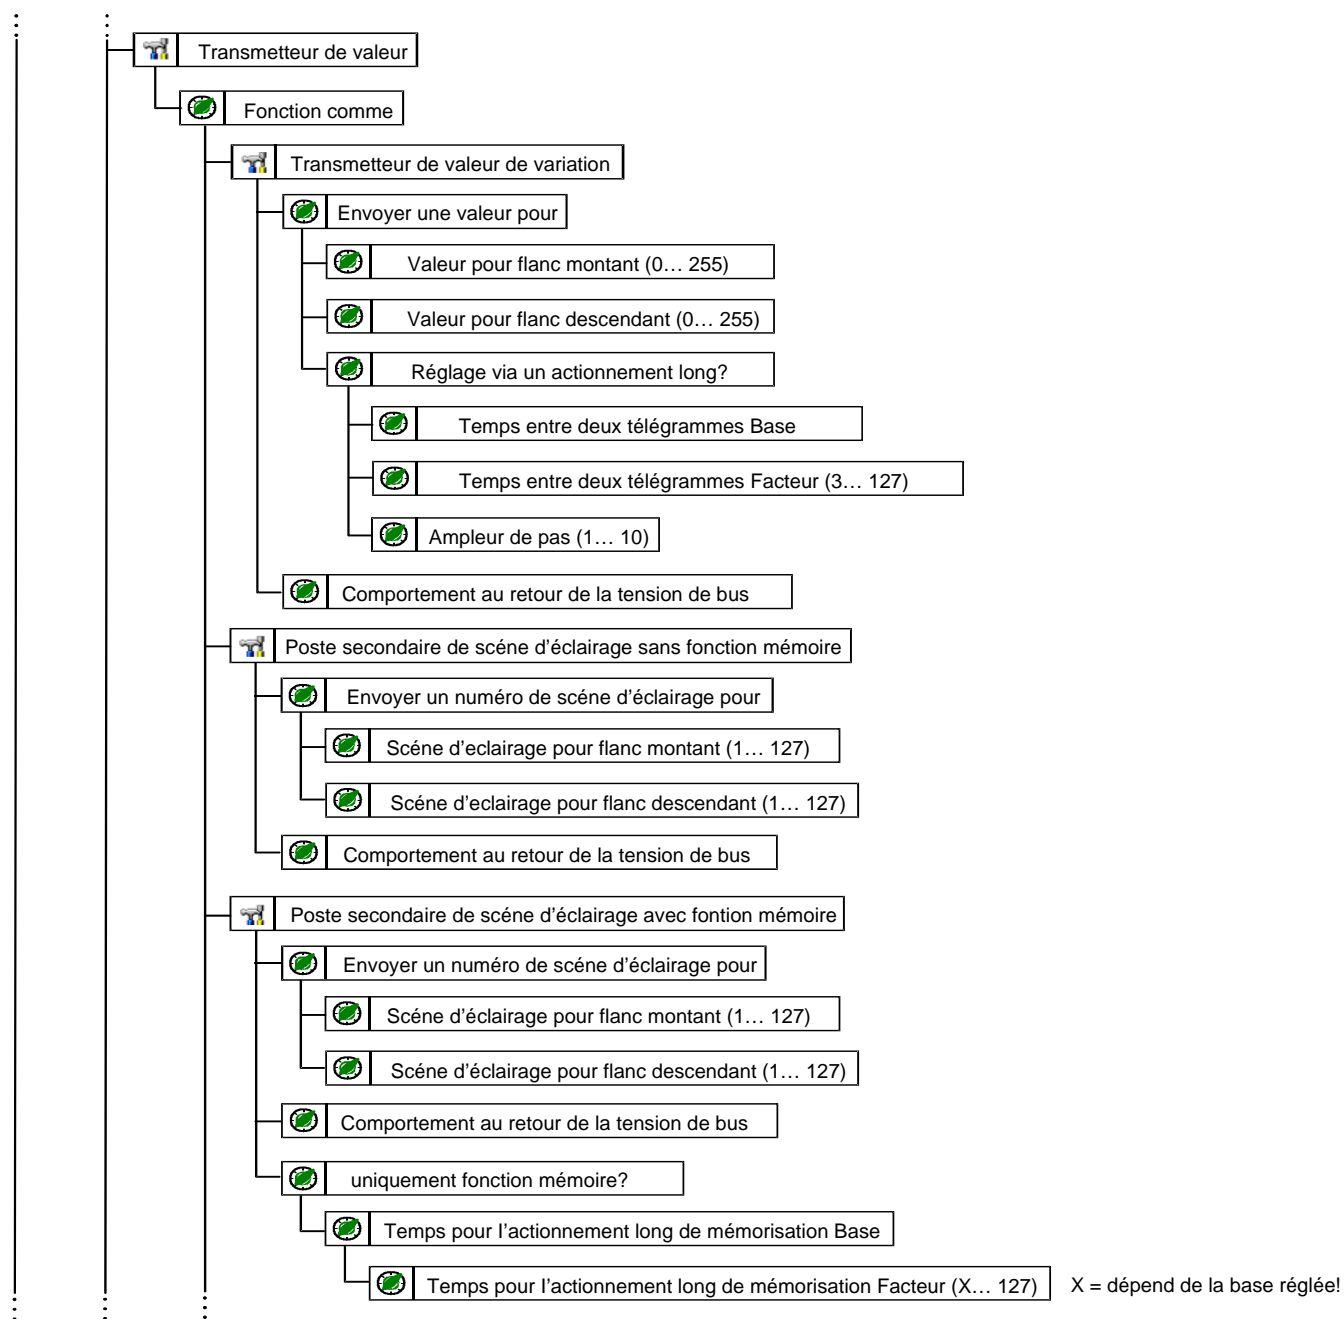 Transmetteur de valeur
Fonction comme
Transmetteur de valeur de variation
Envoyer une valeur pour
Valeur pour flanc montant (0… 255)
Valeur pour flanc descendant (0… 255)
Réglage via un actionnement long?
Temps entre deux télégrammes Base
Temps entre deux télégrammes Facteur (3… 127)
Ampleur de pas (1… 10)
Comportement au retour de la tension de bus
Poste secondaire de scéne d'éclairage sans fonction mémoire
Envoyer un numéro de scéne d'éclairage pour
Scéne d'eclairage pour flanc montant (1… 127)
Scéne d'eclairage pour flanc descendant (1… 127)
Comportement au retour de la tension de bus
Poste secondaire de scéne d'éclairage avec fontion mémoire
Envoyer un numéro de scéne d'éclairage pour
Scéne d'éclairage pour flanc montant (1… 127)
Scéne d'éclairage pour flanc descendant (1… 127)
Comportement au retour de la tension de bus
uniquement fonction mémoire?
Temps pour l'actionnement long de mémorisation Base
Temps pour l'actionnement long de mémorisation Facteur (X… 127) X = dépend de la base réglée!